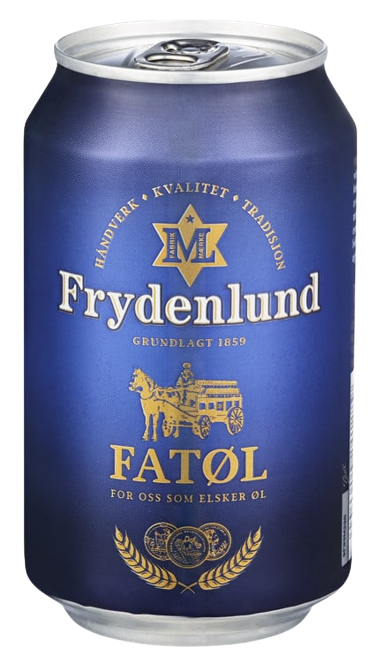 HÅNDVERK • KVALITET • TRADISJON
FABRIK M MÆRKE
L
Frydenlund
GRUNDLAGT 1859
FATØL
FOR OSS SOM ELSKER ØL